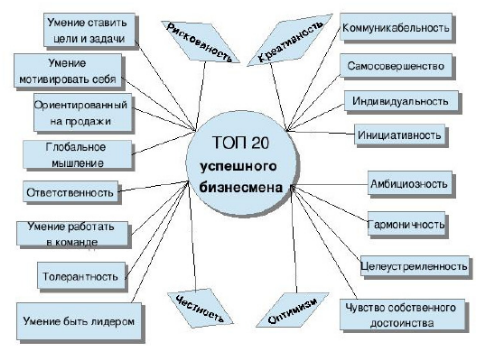 Умение ставить
цели и задачи
Умение
мотивировать себя
Ориентированный
на продажи
Глобальное
мышление
Ответственность
Умение работать
в команде
Толерантность
Умение быть лидером
Рискованость
Креативность
ТОП 20
успешного
бизнесмена
Честность
Оптимизм
Коммуникабельность
Самосовершенство
Индивидуальность
Инициативность
Амбициозность
Гармоничность
Целеустремленность
Чувство собственного
достоинства